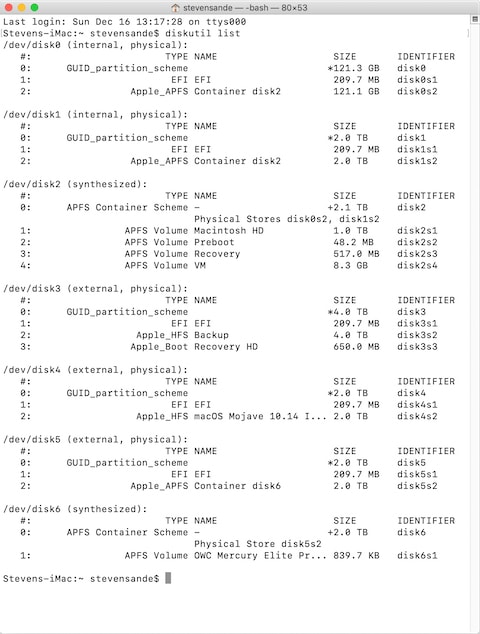 stevensande — -bash — 80×53
Last login: Sun Dec 16 13:17:28 on ttys000
Stevens-iMac:~ stevensande$ diskutil list
/dev/disk0 (internal, physical):
#: TYPE NAME SIZE IDENTIFIER
0: GUID_partition_scheme *121.3 GB disk0
1: EFI EFI 209.7 MB disk0s1
2: Apple_APFS Container disk2 121.1 GB disk0s2
/dev/disk1 (internal, physical):
#: TYPE NAME SIZE IDENTIFIER
0: GUID_partition_scheme *2.0 TB disk1
1: EFI EFI 209.7 MB disk1s1
2: Apple_APFS Container disk2 2.0 TB disk1s2
/dev/disk2 (synthesized):
#: TYPE NAME SIZE IDENTIFIER
0: APFS Container Scheme - +2.1 TB disk2
Physical Stores disk0s2, disk1s2
1: APFS Volume Macintosh HD 1.0 TB disk2s1
2: APFS Volume Preboot 48.2 MB disk2s2
3: APFS Volume Recovery 517.0 MB disk2s3
4: APFS Volume VM 8.3 GB disk2s4
/dev/disk3 (external, physical):
#: TYPE NAME SIZE IDENTIFIER
0: GUID_partition_scheme *4.0 TB disk3
1: EFI EFI 209.7 MB disk3s1
2: Apple_HFS Backup 4.0 TB disk3s2
3: Apple_Boot Recovery HD 650.0 MB disk3s3
/dev/disk4 (external, physical):
#: TYPE NAME SIZE IDENTIFIER
0: GUID_partition_scheme *2.0 TB disk4
1: EFI EFI 209.7 MB disk4s1
2: Apple_HFS macOS Mojave 10.14 I... 2.0 TB disk4s2
/dev/disk5 (external, physical):
#: TYPE NAME SIZE IDENTIFIER
0: GUID_partition_scheme *2.0 TB disk5
1: EFI EFI 209.7 MB disk5s1
2: Apple_APFS Container disk6 2.0 TB disk5s2
/dev/disk6 (synthesized):
#: TYPE NAME SIZE IDENTIFIER
0: APFS Container Scheme - +2.0 TB disk6
Physical Store disk5s2
1: APFS Volume OWC Mercury Elite Pr... 839.7 KB disk6s1
Stevens-iMac:~ stevensande$